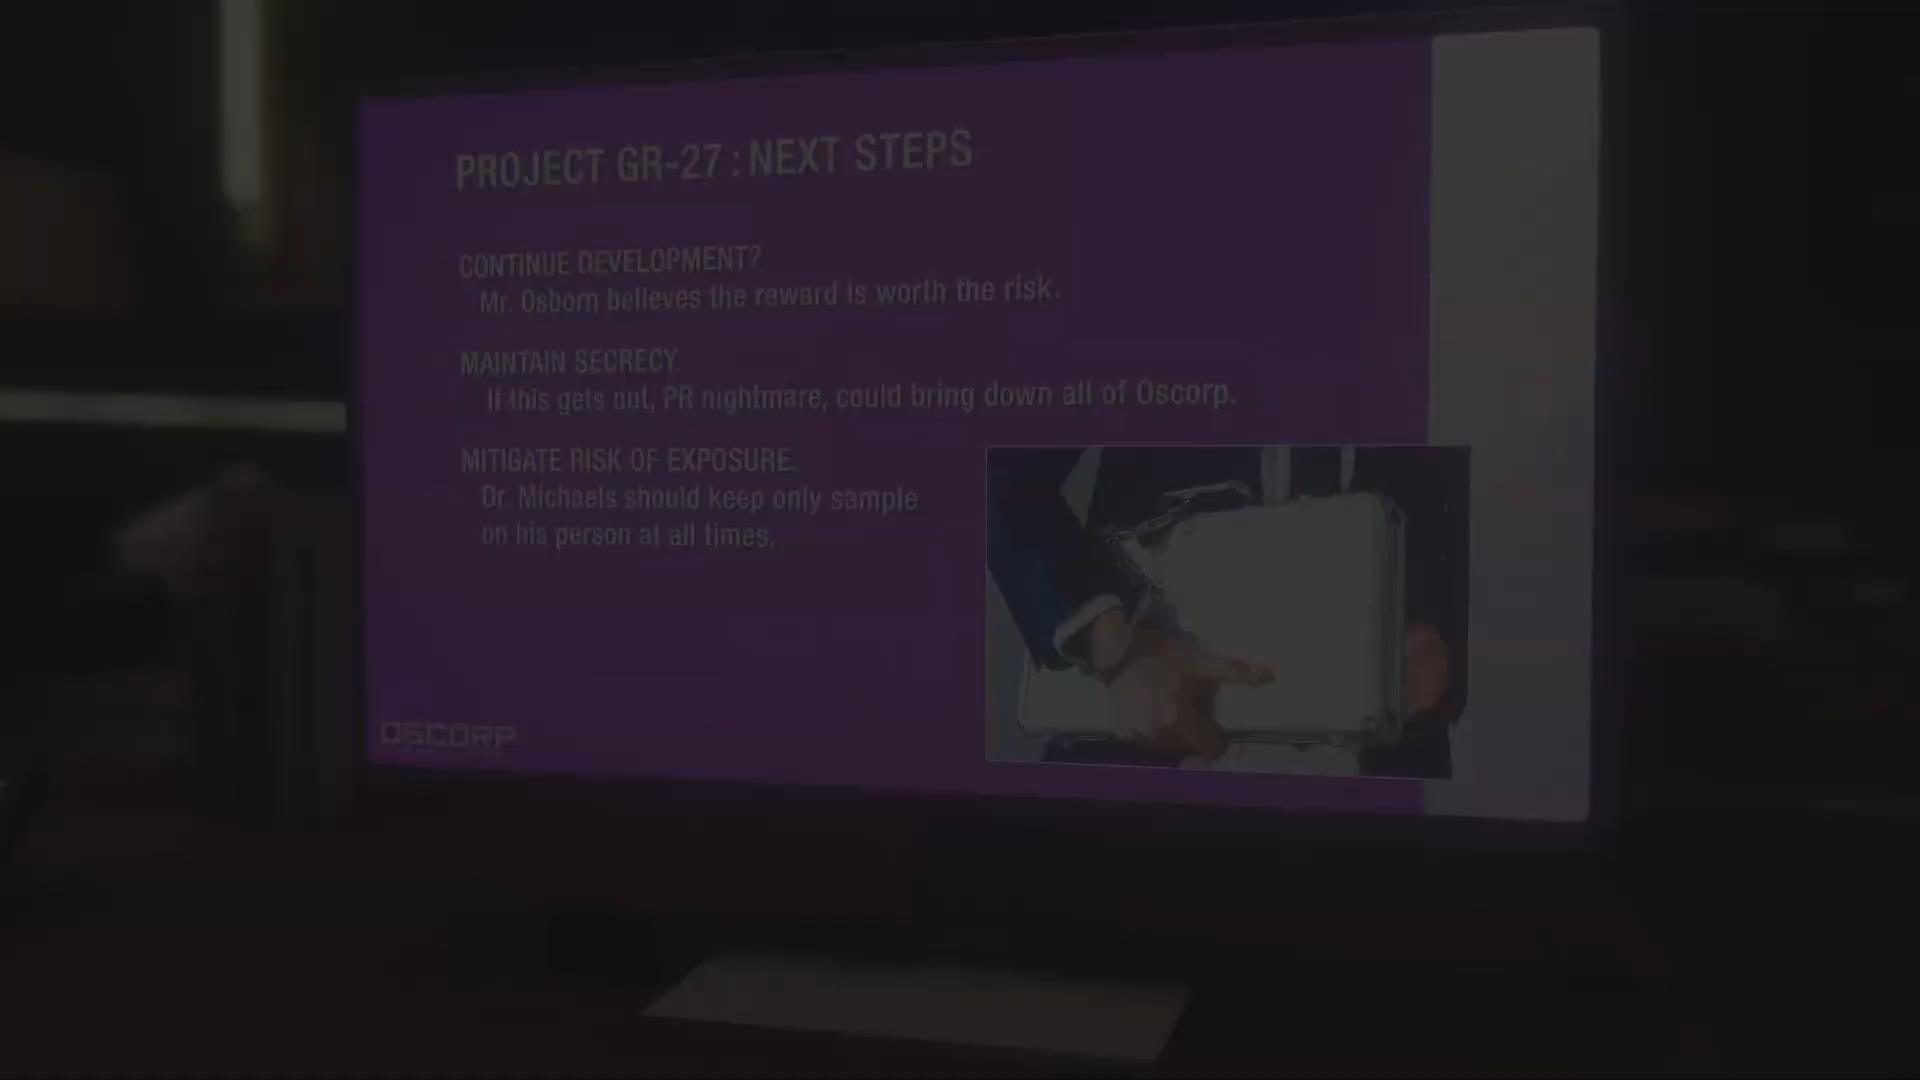 PROJECT GR-27 : NEXT STEPS
CONTINUE DEVELOPMENT?
Mr. Osborn believes the reward is worth the risk.
MAINTAIN SECRECY.
If this gets out, PR nightmare, could bring down all of Oscorp.
MITIGATE RISK OF EXPOSURE.
Dr. Michaels should keep only sample
on his person at all times.
OSCORP